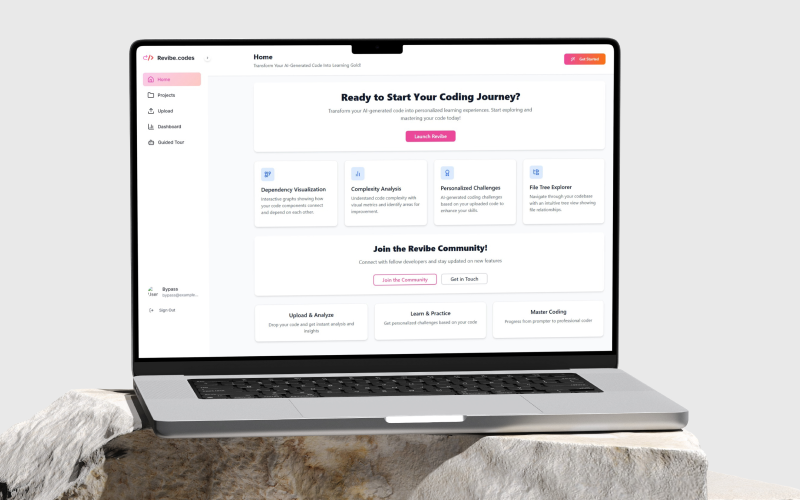 Revibe.codes
Home
Projects
Upload
Dashboard
Guided Tour
Bypass
bypass@example...
Sign Out
Home
Transform Your AI-Generated Code Into Learning Gold!
Get Started
Ready to Start Your Coding Journey?
Transform your AI-generated code into personalized learning experiences. Start exploring and
mastering your code today!
Launch Revibe
Dependency Visualization
Interactive graphs showing how
your code components connect
and depend on each other.
Complexity Analysis
Understand code complexity with
visual metrics and identify areas for
improvement.
Personalized Challenges
AI-generated coding challenges
based on your uploaded code to
enhance your skills.
File Tree Explorer
Navigate through your codebase
with an intuitive tree view showing
file relationships.
Join the Revibe Community!
Connect with fellow developers and stay updated on new features
Join the Community
Get in Touch
Upload & Analyze
Drop your code and get instant analysis and
insights
Learn & Practice
Get personalized challenges based on your code
Master Coding
Progress from prompter to professional coder